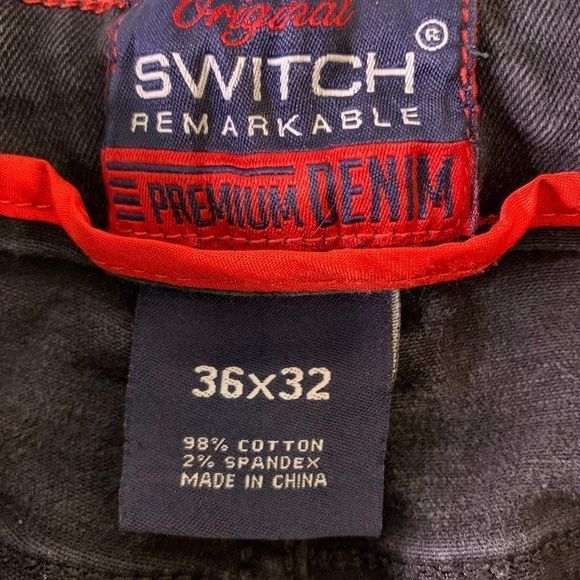 Original
SWITCH ®
REMARKABLE
PREMIUM DENIM
36x32
98% COTTON
2% SPANDEX
MADE IN CHINA